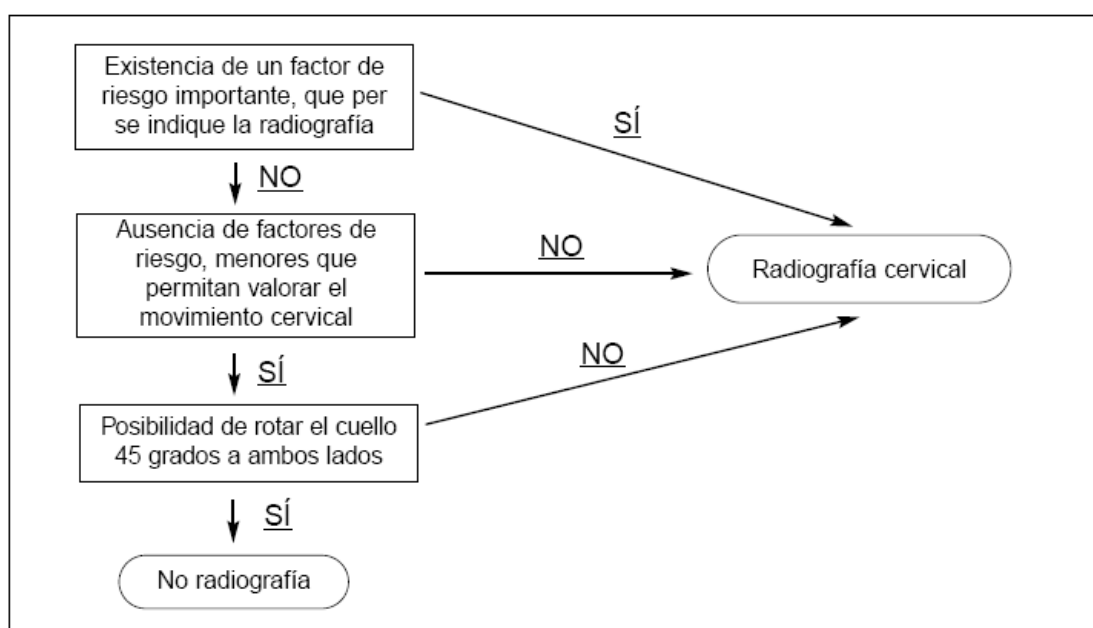 Existencia de un factor de
riesgo importante, que per
se indique la radiografía
SÍ
NO
Ausencia de factores de
riesgo, menores que
permitan valorar el
movimiento cervical
NO
Radiografía cervical
SÍ
NO
Posibilidad de rotar el cuello
45 grados a ambos lados
SÍ
No radiografía